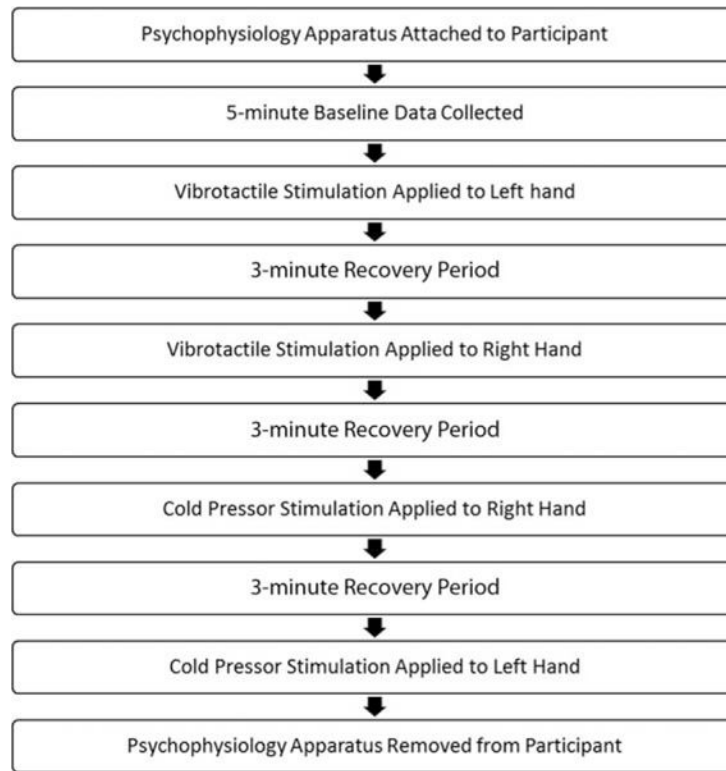 Psychophysiology Apparatus Attached to Participant
5-minute Baseline Data Collected
Vibrotactile Stimulation Applied to Left hand
3-minute Recovery Period
Vibrotactile Stimulation Applied to Right Hand
3-minute Recovery Period
Cold Pressor Stimulation Applied to Right Hand
3-minute Recovery Period
Cold Pressor Stimulation Applied to Left Hand
Psychophysiology Apparatus Removed from Participant